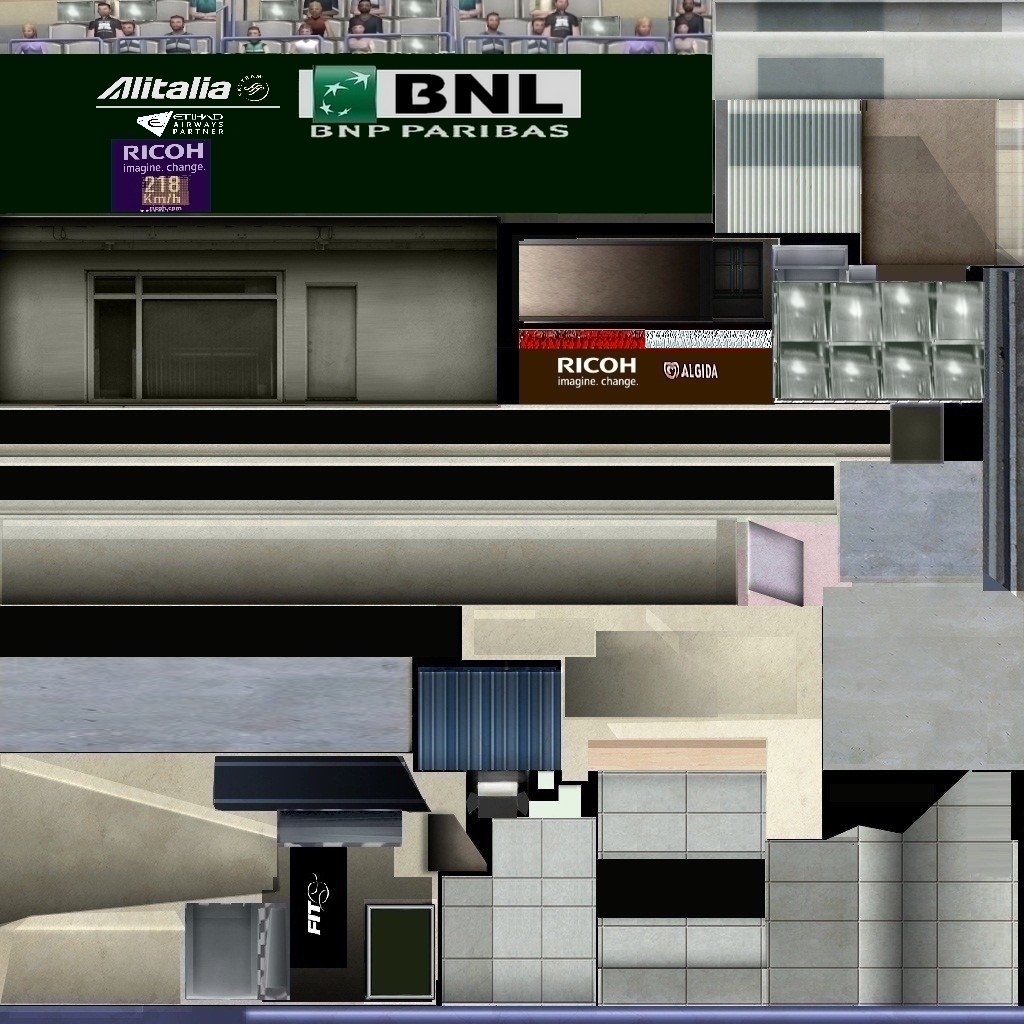 Alitalia
ETIHAD
AIRWAYS
PARTNER
BNL
BNP PARIBAS
RICOH
imagine. change.
218
Km/h
RICOH
imagine. change.
ALGIDA
FIT